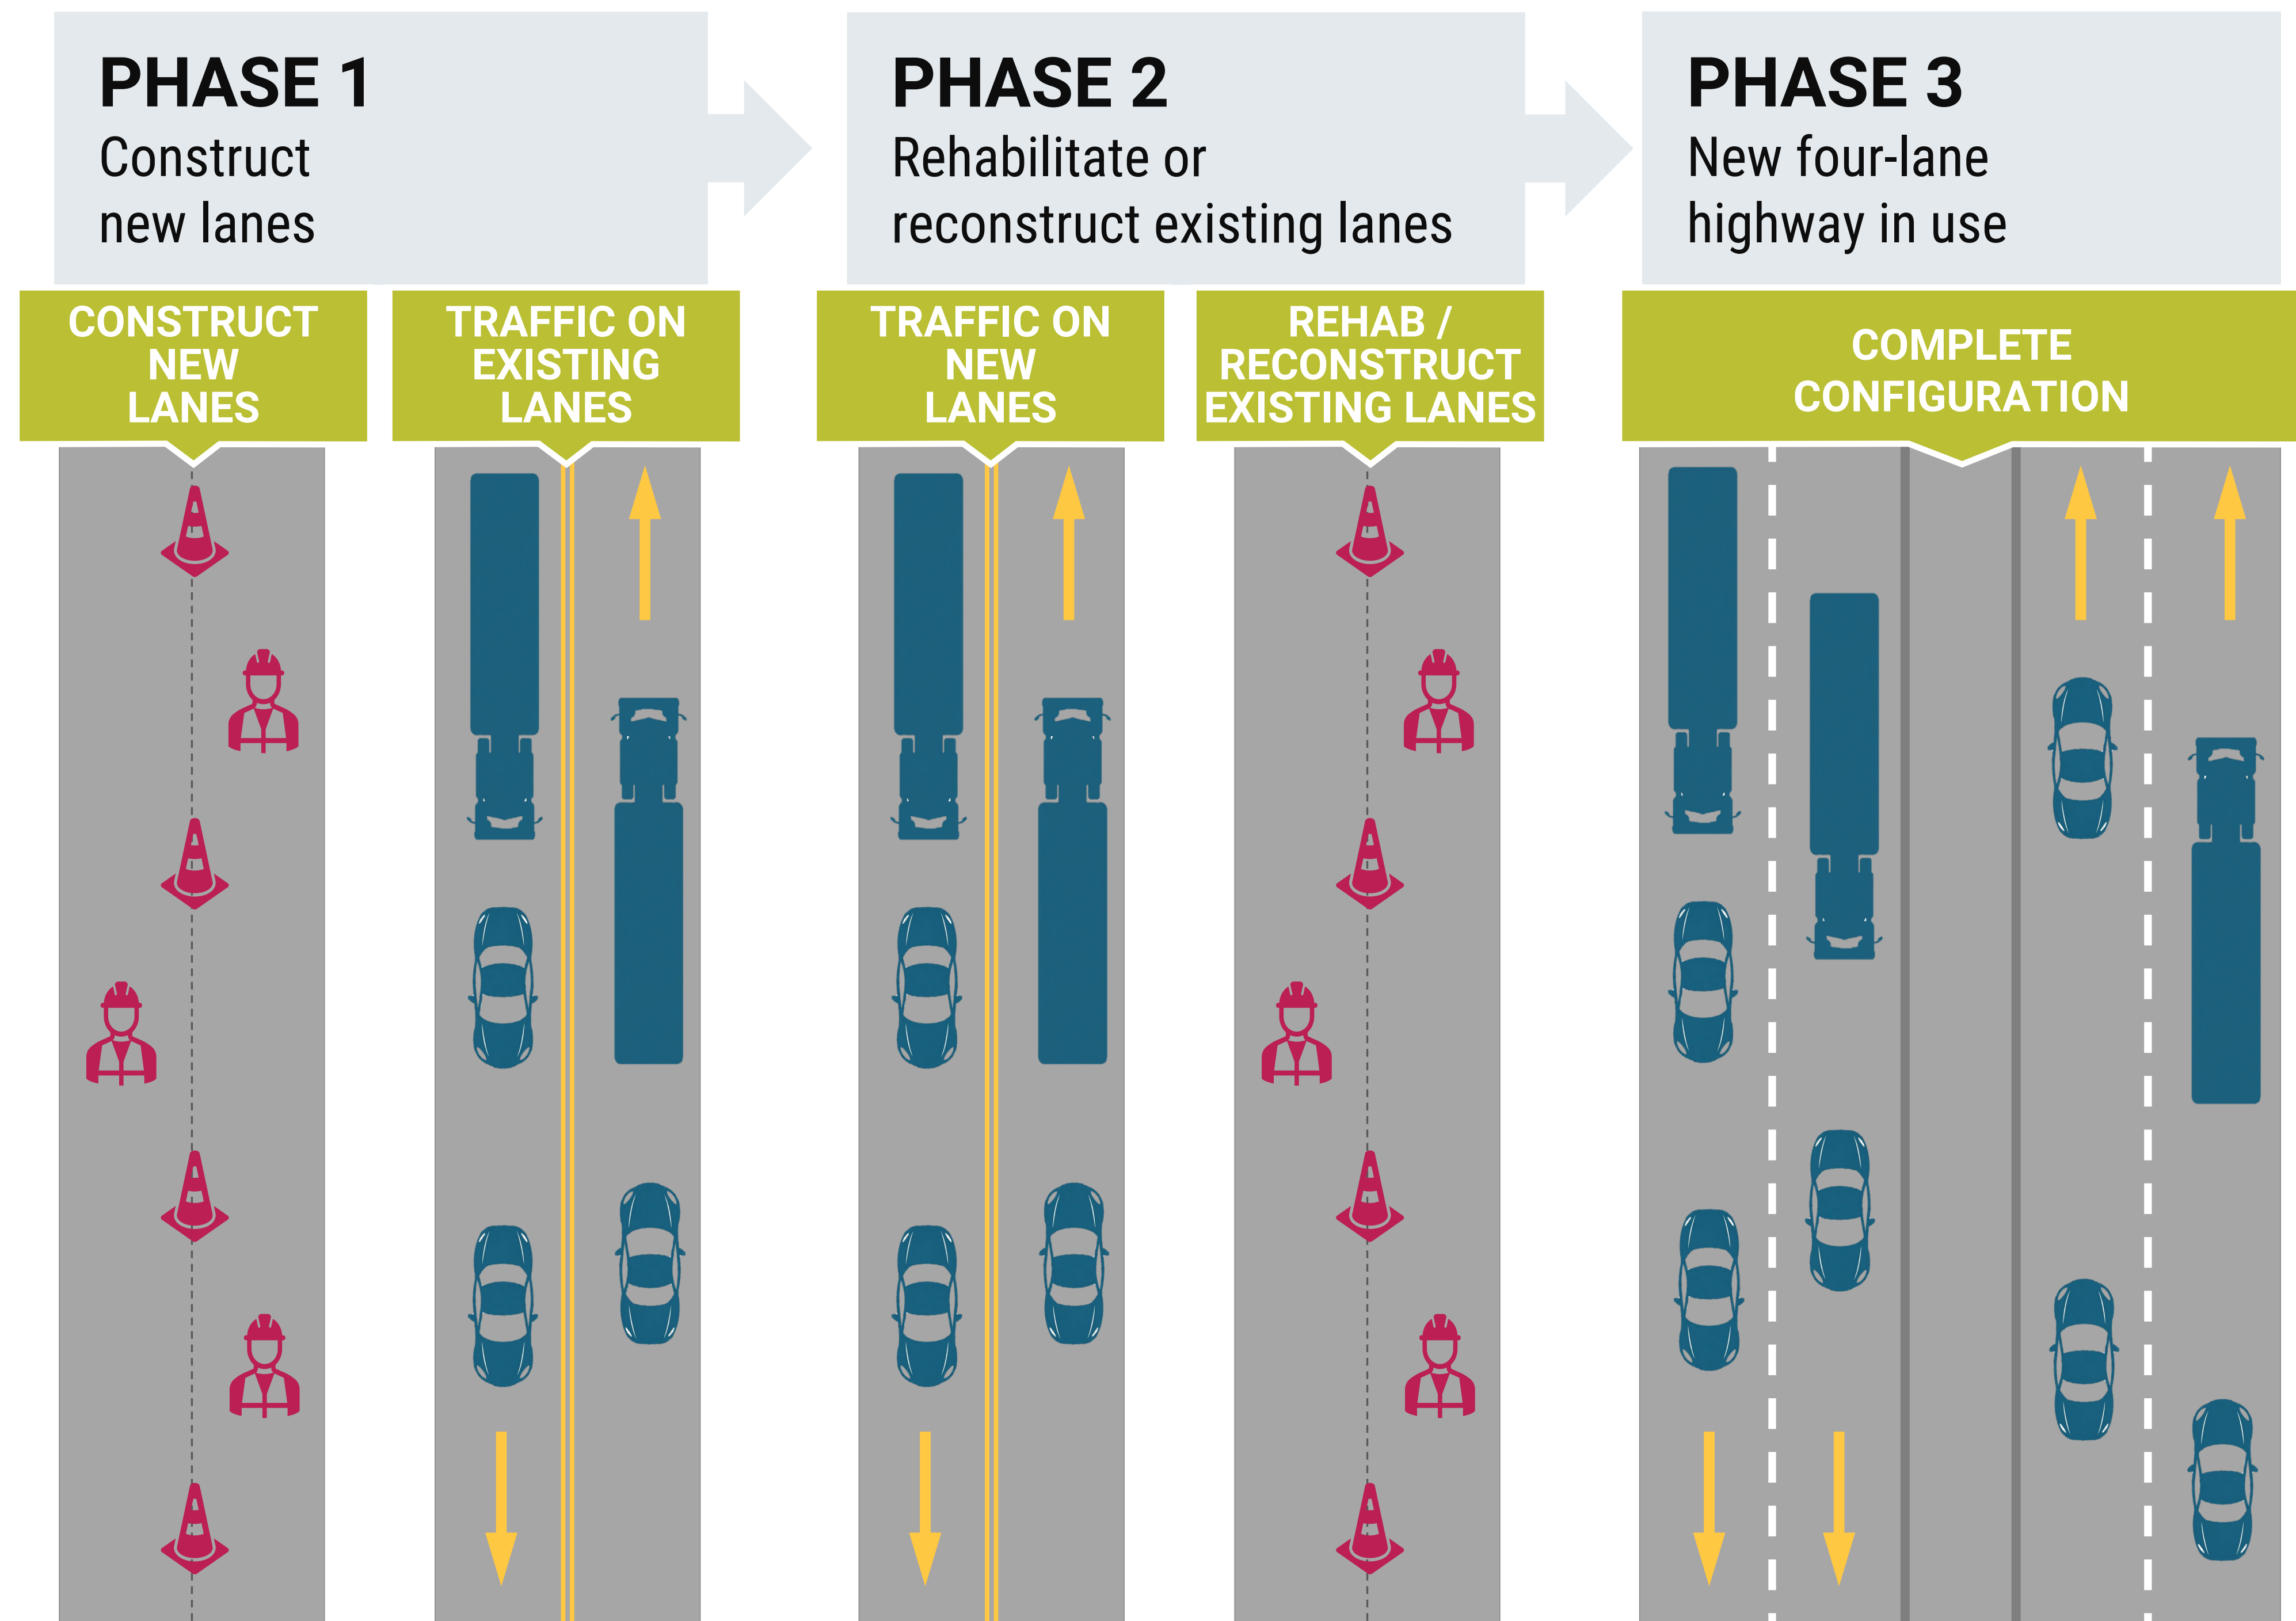 PHASE 1
Construct
new lanes
PHASE 2
Rehabilitate or
reconstruct existing lanes
PHASE 3
New four-lane
highway in use
CONSTRUCT
NEW
LANES
TRAFFIC ON
EXISTING
LANES
TRAFFIC ON
NEW
LANES
REHAB /
RECONSTRUCT
EXISTING LANES
COMPLETE
CONFIGURATION